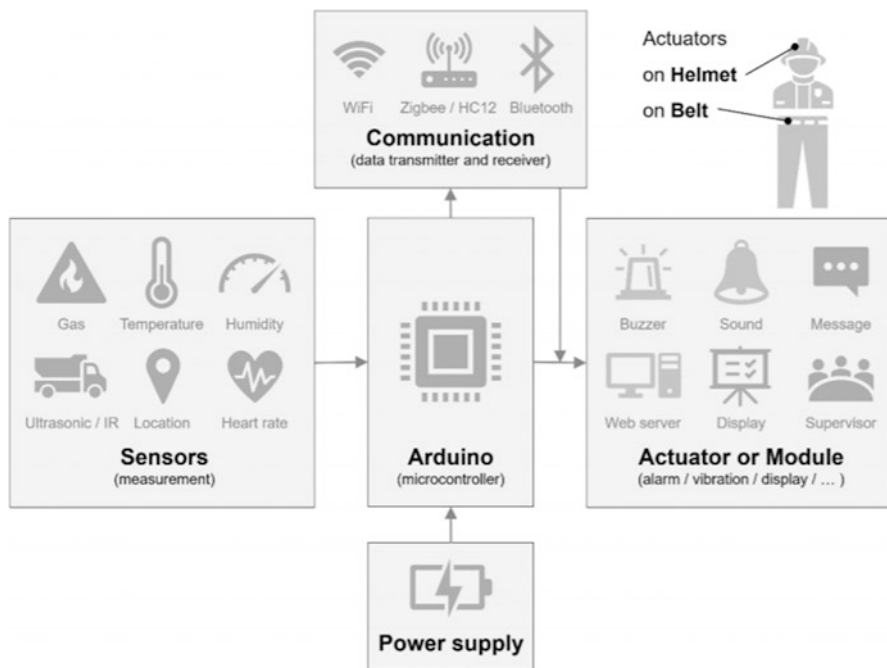 WiFi
Zigbee / HC12
Bluetooth
Communication
(data transmitter and receiver)
Actuators
on Helmet
on Belt
Gas
Temperature
Humidity
Ultrasonic / IR
Location
Heart rate
Sensors
(measurement)
Arduino
(microcontroller)
Buzzer
Sound
Message
Web server
Display
Supervisor
Actuator or Module
(alarm / vibration / display / ... )
Power supply